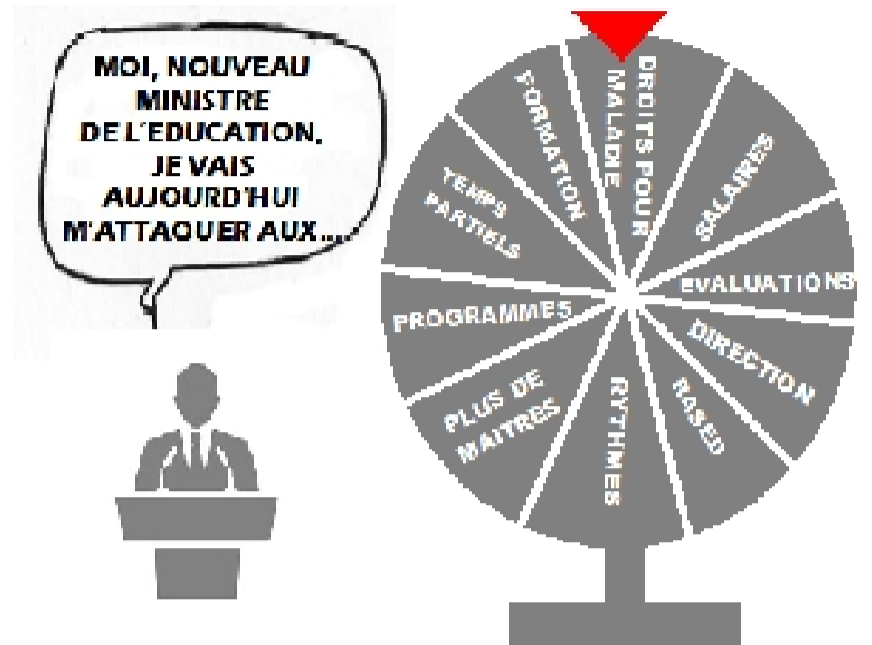 MOI, NOUVEAU
MINISTRE
DE L'EDUCATION,
JE VAIS
AUJOURD'HUI
M'ATTAQUER AUX....
DROITS POUR
MALADIE
SALAIRES
EVALUATIONS
DIRECTION
RASED
RYTHMES
PLUS DE
MAITRES
PROGRAMMES
TEMPS
PARTIELS
FORMATION